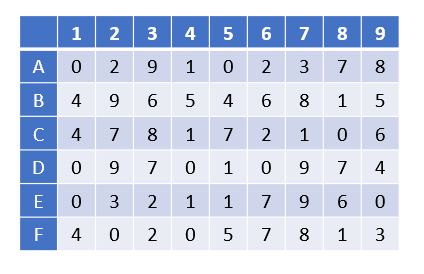 1 2 3 4 5 6 7 8 9
A 0 2 9 1 0 2 3 7 8
B 4 9 6 5 4 6 8 1 5
C 4 7 8 1 7 2 1 0 6
D 0 9 7 0 1 0 9 7 4
E 0 3 2 1 1 7 9 6 0
F 4 0 2 0 5 7 8 1 3